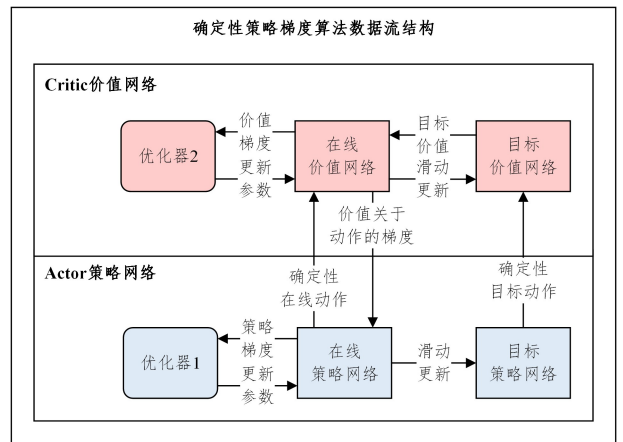 确定性策略梯度算法数据流结构
Critic价值网络
价值
梯度
目标
价值
优化器2
在线
价值网络
目标
价值网络
更新
参数
滑动
更新
价值关于
动作的梯度
Actor策略网络
确定性
在线动作
确定性
目标动作
策略
梯度
优化器1
在线
策略网络
滑动
更新
目标
策略网络
更新
参数